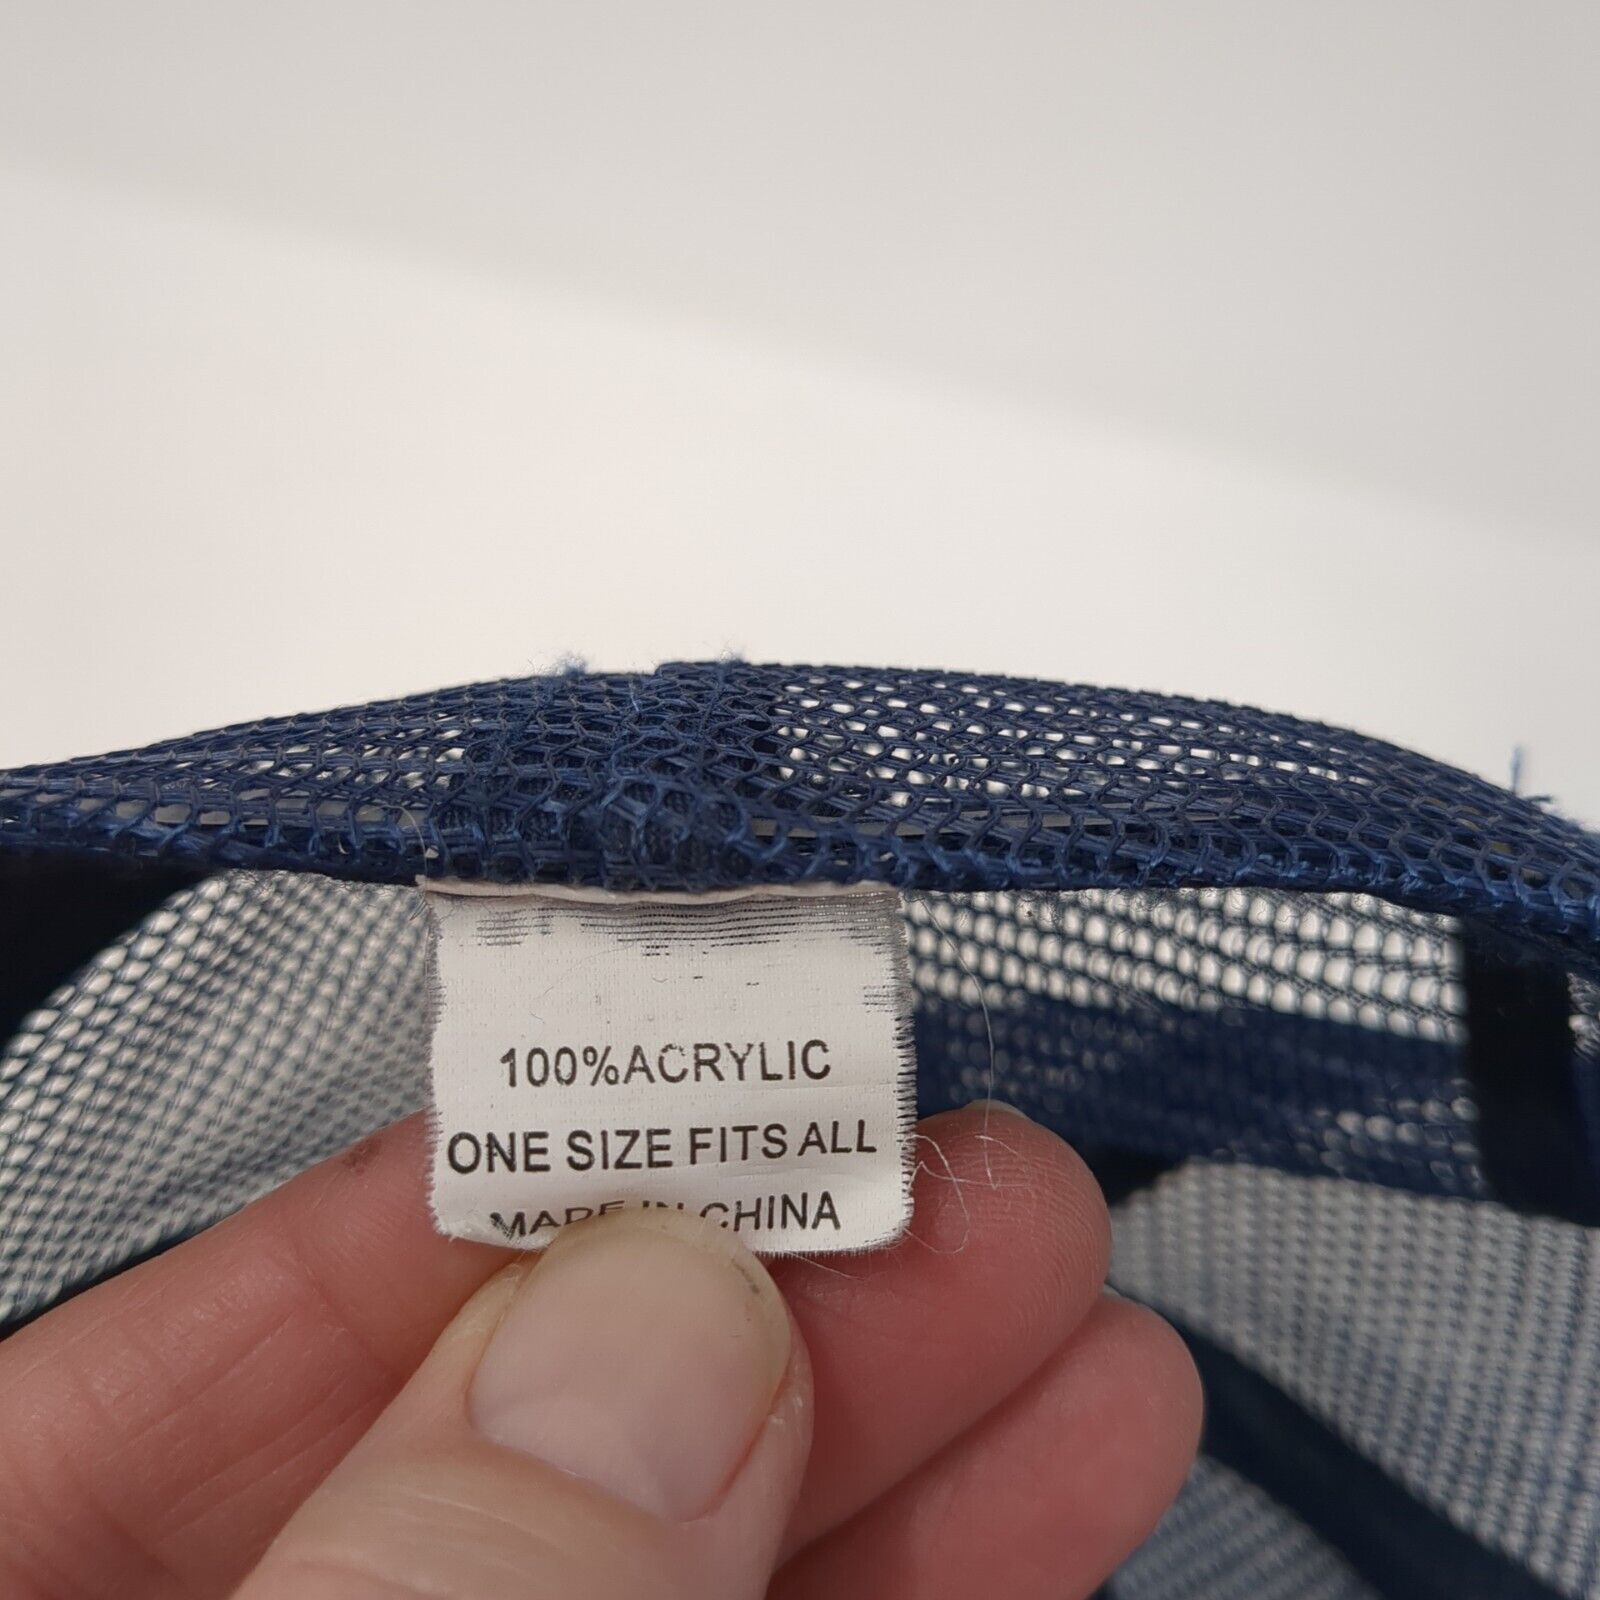 100%ACRYLIC
ONE SIZE FITS ALL
MADE IN CHINA